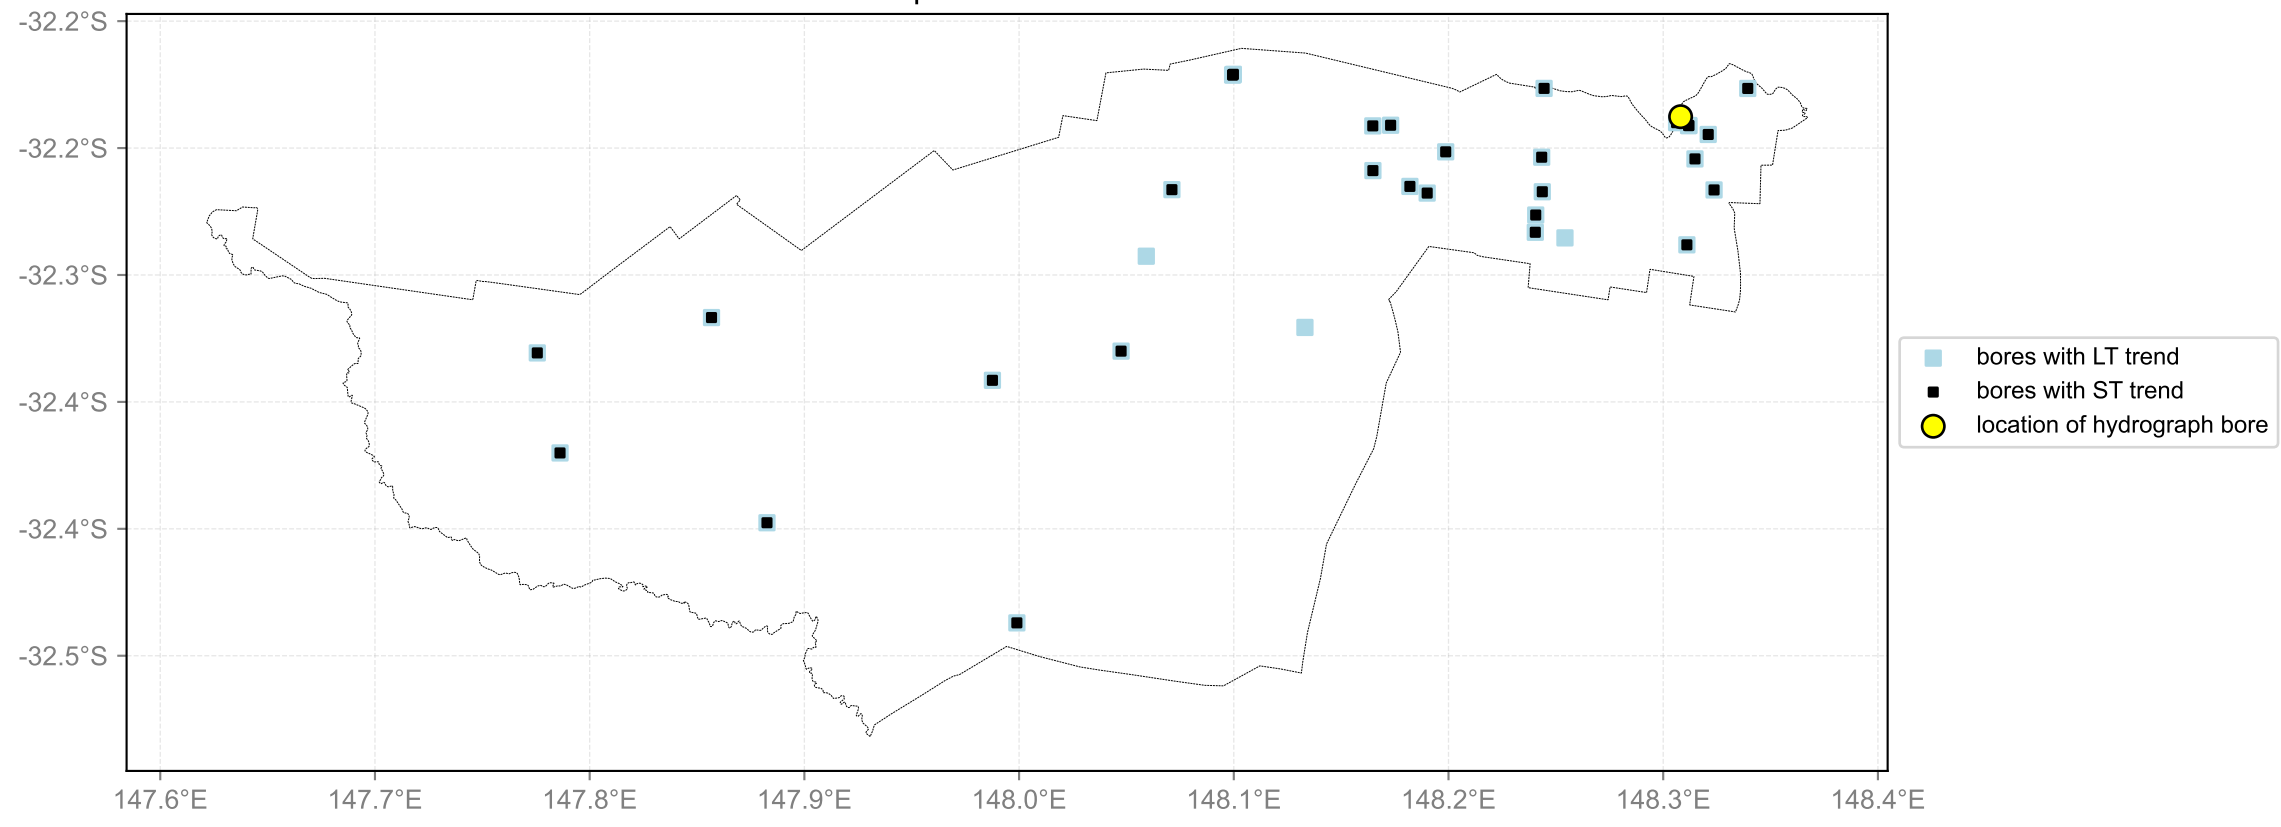 -32.2°S
-32.2°S
-32.3°S
-32.4°S
-32.4°S
-32.5°S
147.6°E
147.7°E
147.8°E
147.9°E
148.0°E
148.1°E
148.2°E
148.3°E
148.4°E
bores with LT trend
bores with ST trend
location of hydrograph bore